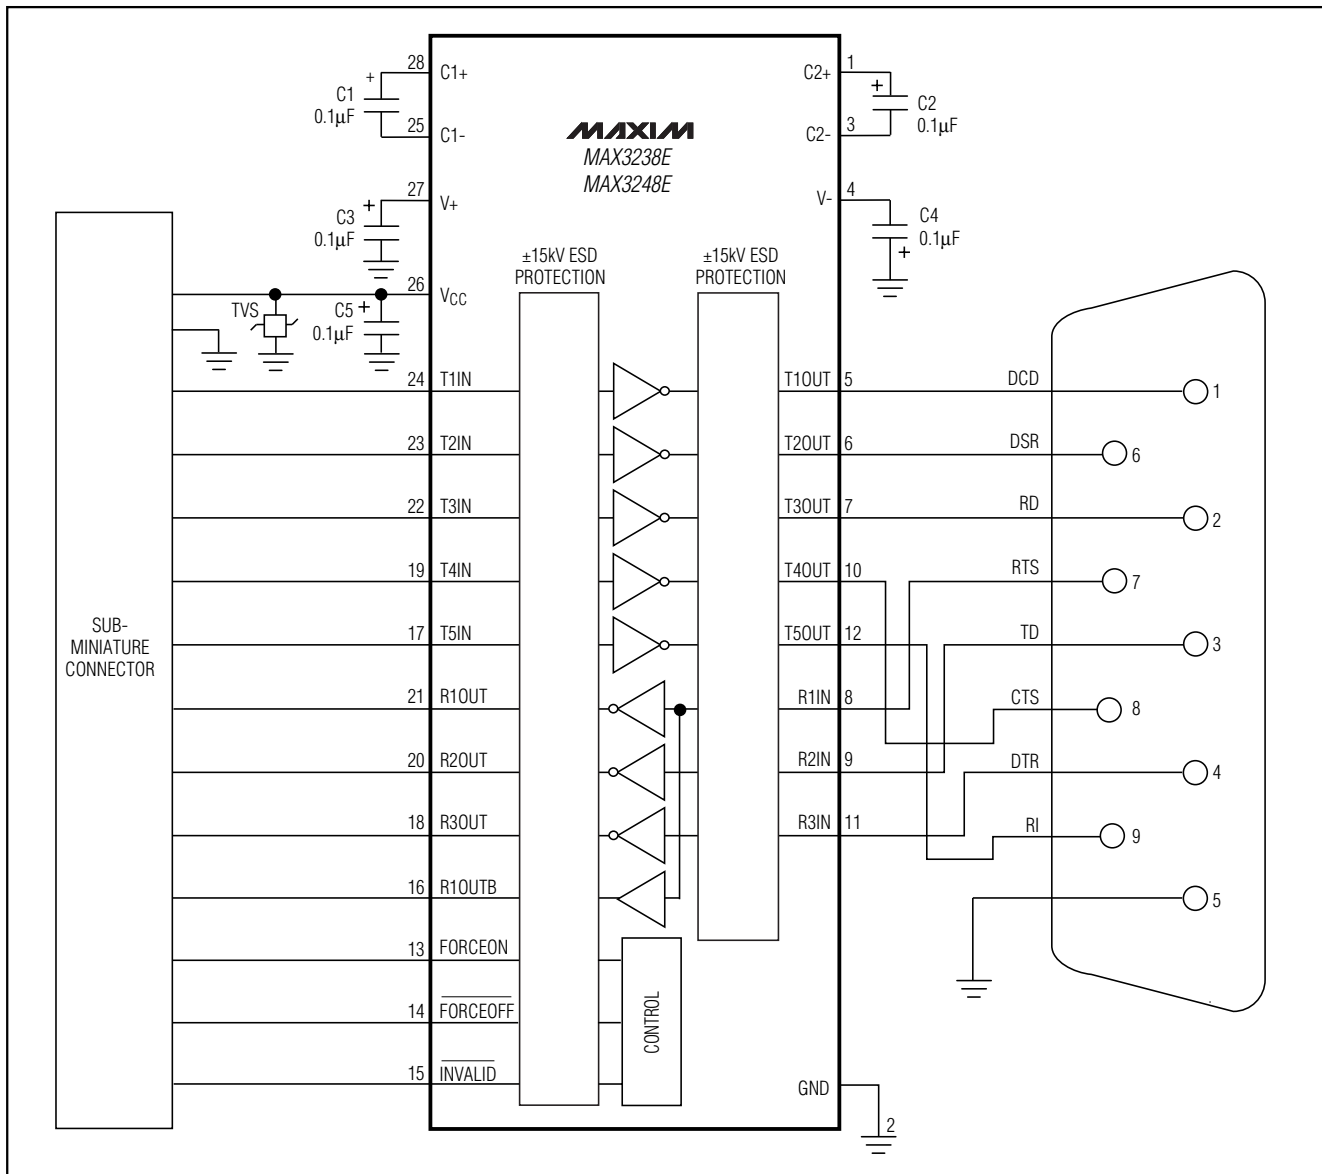 28 C1+
C2+ 1
+
C1
0.1µF
+
C2
0.1µF
25 C1-
C2- 3
MAXIM
MAX3238E
MAX3248E
27 V+
V- 4
+
C3
0.1µF
C4
0.1µF
+
±15kV ESD
PROTECTION
±15kV ESD
PROTECTION
26 VCC
TVS
C5 +
0.1µF
24 T1IN
T1OUT 5 DCD 1
23 T2IN
T2OUT 6 DSR 6
22 T3IN
T3OUT 7 RD 2
19 T4IN
T4OUT 10 RTS 7
SUB-
MINIATURE
CONNECTOR
17 T5IN
T5OUT 12 TD 3
21 R1OUT
R1IN 8 CTS 8
20 R2OUT
R2IN 9 DTR 4
18 R3OUT
R3IN 11 RI 9
16 R1OUTB
5
13 FORCEON
14 FORCEOFF
CONTROL
15 INVALID
GND
2